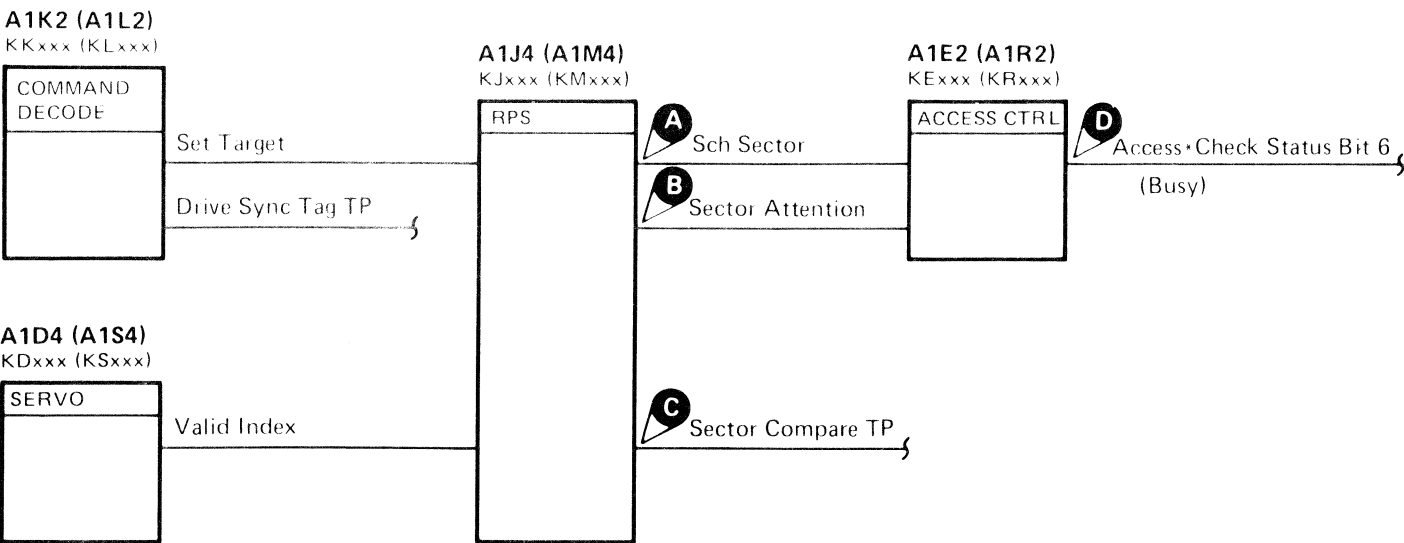 A1K2 (A1L2)
KKxxx (KLxxx)
COMMAND
DECODE
Set Target
Drive Sync Tag TP
A1J4 (A1M4)
KJxxx (KMxxx)
RPS
A
Sch Sector
B
Sector Attention
A1E2 (A1R2)
KExxx (KRxxx)
ACCESS CTRL
D
Access*Check Status Bit 6
(Busy)
A1D4 (A1S4)
KDxxx (KSxxx)
SERVO
Valid Index
C
Sector Compare TP